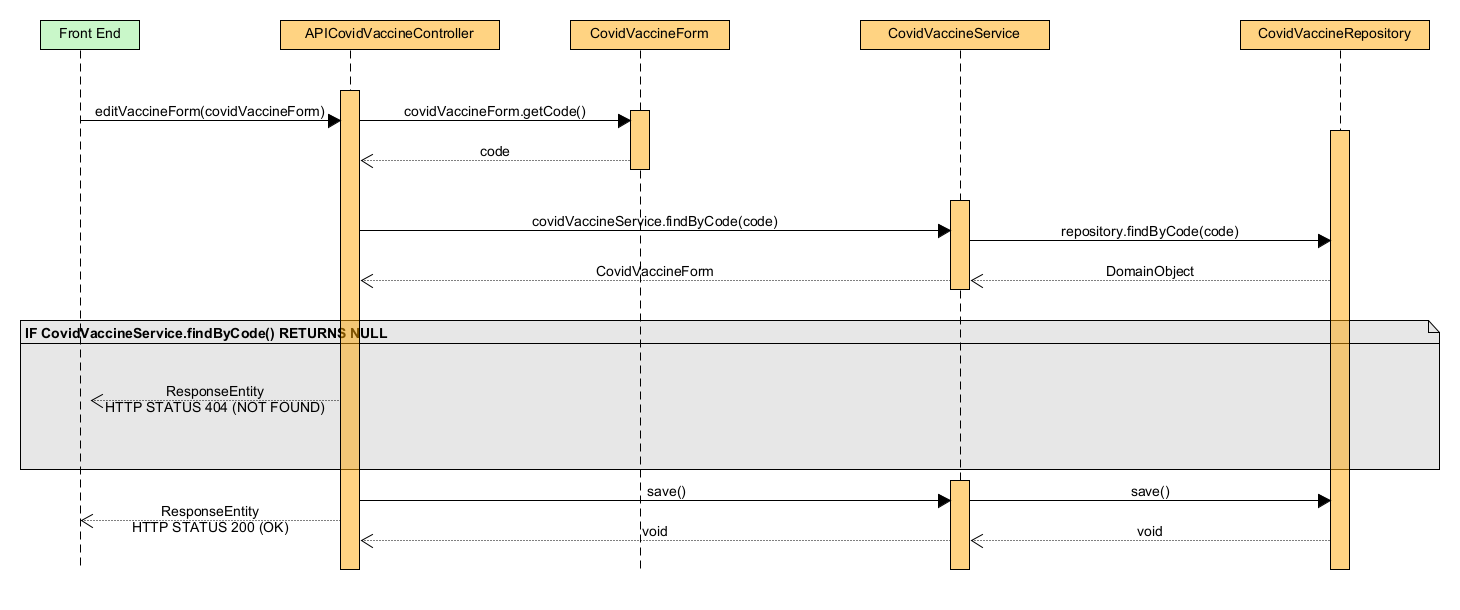 Front End
APICovidVaccineController
CovidVaccineForm
CovidVaccineService
CovidVaccineRepository
editVaccineForm(covidVaccineForm)
covidVaccineForm.getCode()
code
covidVaccineService.findByCode(code)
repository.findByCode(code)
CovidVaccineForm
DomainObject
IF CovidVaccineService.findByCode() RETURNS NULL
ResponseEntity
HTTP STATUS 404 (NOT FOUND)
save()
save()
ResponseEntity
HTTP STATUS 200 (OK)
void
void